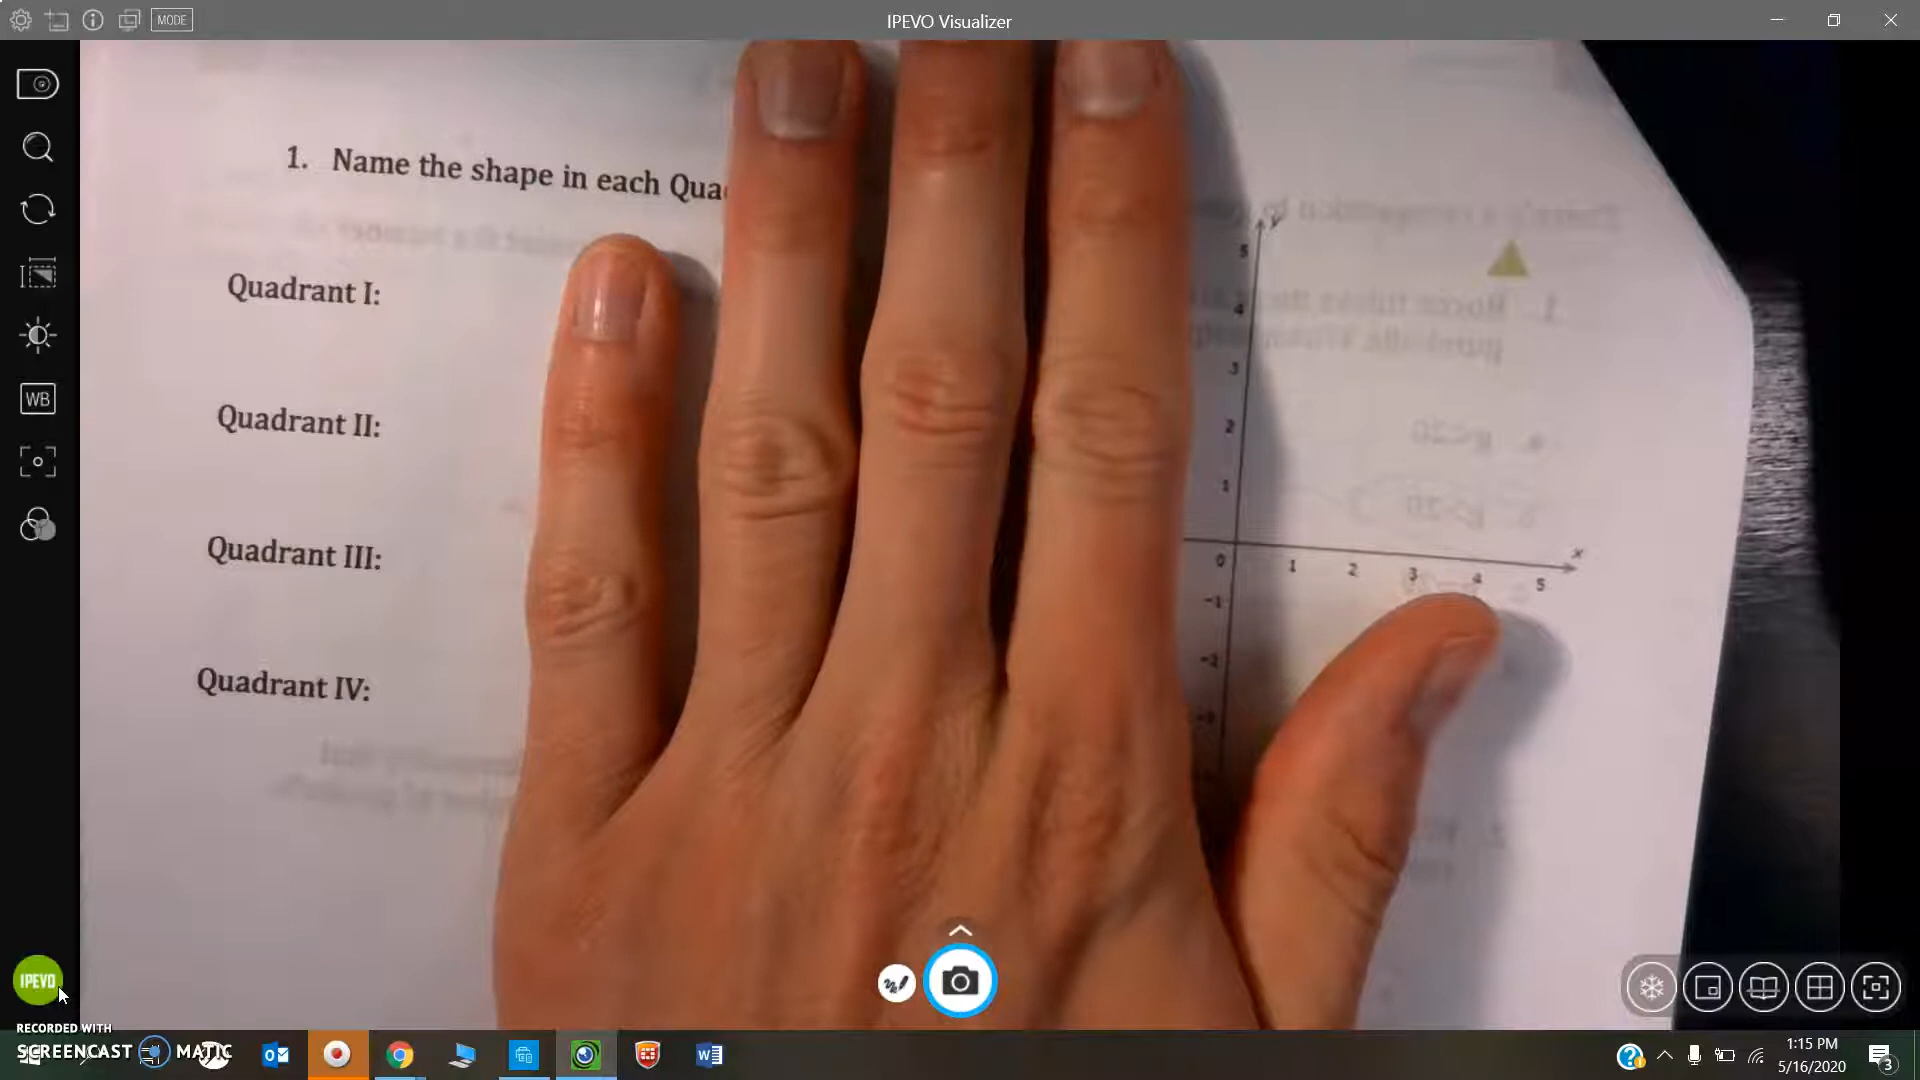 MODE
IPEVO Visualizer
1. Name the shape in each Qua
Quadrant I:
Quadrant II:
Quadrant III:
Quadrant IV:
y
5
4
3
2
1
0 1 2 3 4 5 x
-1
-2
-3
WB
IPEVO
RECORDED WITH
SCREENCAST MATIC
1:15 PM
5/16/2020
3